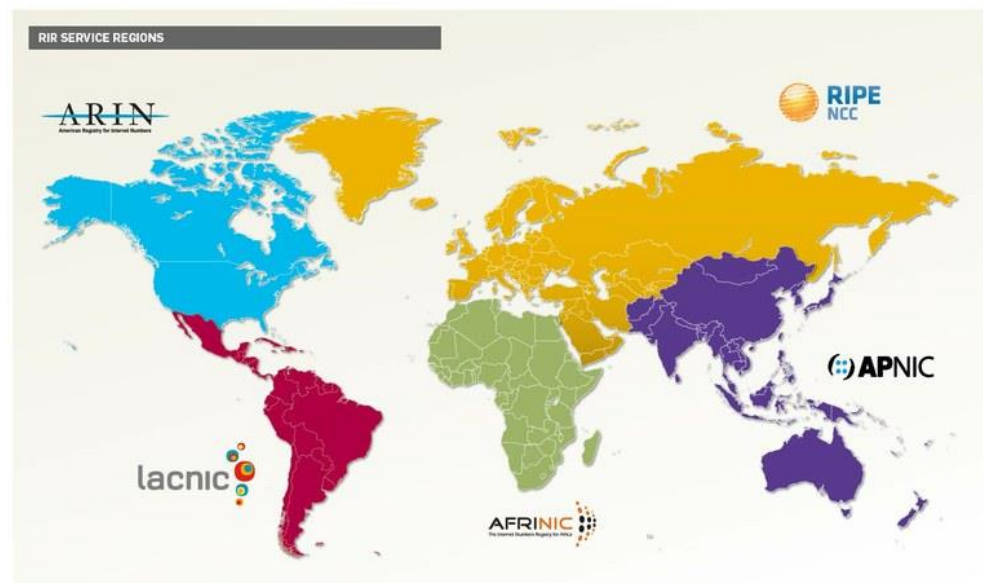 RIR SERVICE REGIONS
ARIN
American Registry for Internet Numbers
RIPE
NCC
(::) APNIC
lacnic
AFRINIC
The Internet Numbers Registry for Africa